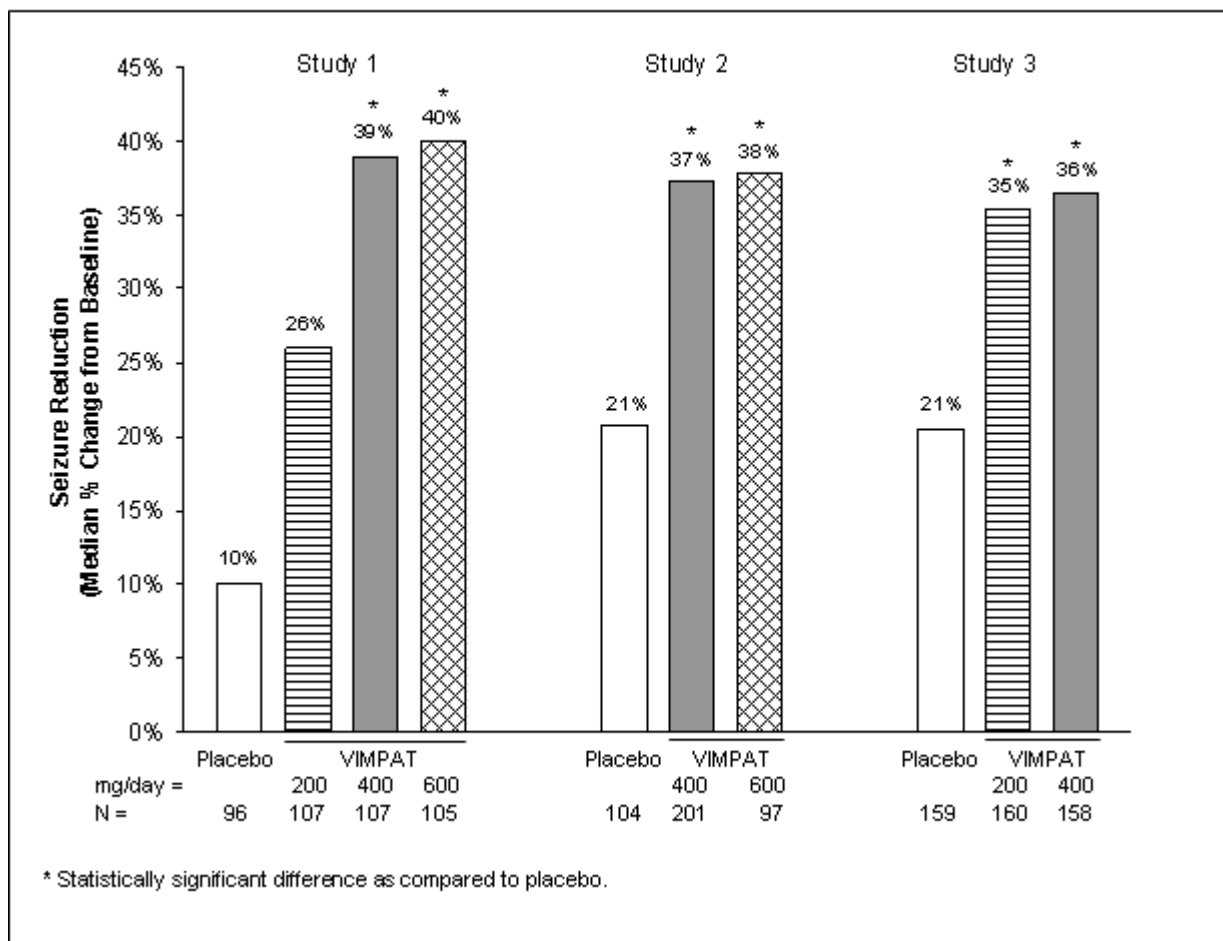 Study 1
Study 2
Study 3
Seizure Reduction
(Median % Change from Baseline)
45%
40%
35%
30%
25%
20%
15%
10%
5%
0%
10%
26%
*
39%
*
40%
21%
*
37%
*
38%
21%
*
35%
*
36%
Placebo VIMPAT Placebo VIMPAT Placebo VIMPAT
mg/day = 200 400 600 400 600 200 400
N = 96 107 107 105 104 201 97 159 160 158
* Statistically significant difference as compared to placebo.